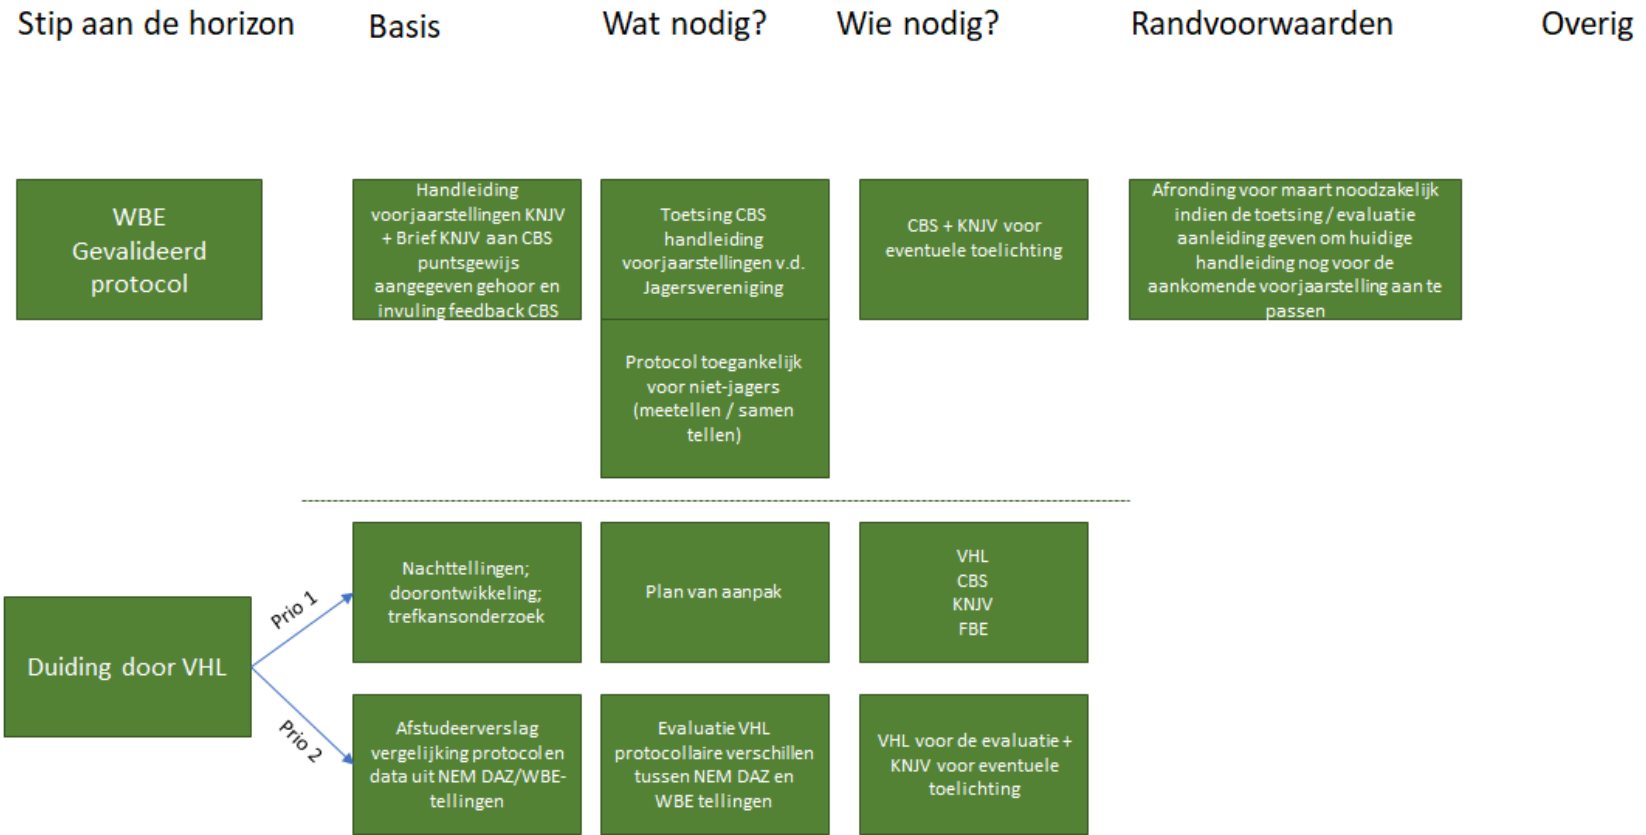 Stip aan de horizon
Basis
Wat nodig?
Wie nodig?
Randvoorwaarden
Overig
WBE
Gevalideerd
protocol
Handleiding
voorjaarstellingen KNJV
+ Brief KNJV aan CBS
puntsgewijs
aangegeven gehoor en
invuling feedback CBS
Toetsing CBS
handleiding
voorjaarstellingen v.d.
Jagersvereniging
CBS + KNJV voor
eventuele toelichting
Afronding voor maart noodzakelijk
indien de toetsing / evaluatie
aanleiding geven om huidige
handleiding nog voor de
aankomende voorjaarstelling aan te
passen
Protocol toegankelijk
voor niet-jagers
(meetellen / samen
tellen)
Duiding door VHL
Prio 1
Nachttellingen;
doorontwikkeling;
trefkansonderzoek
Plan van aanpak
VHL
CBS
KNJV
FBE
Prio 2
Afstudeerverslag
vergelijking protocol en
data uit NEM DAZ/WBE-
tellingen
Evaluatie VHL
protocollaire verschillen
tussen NEM DAZ en
WBE tellingen
VHL voor de evaluatie +
KNJV voor eventuele
toelichting